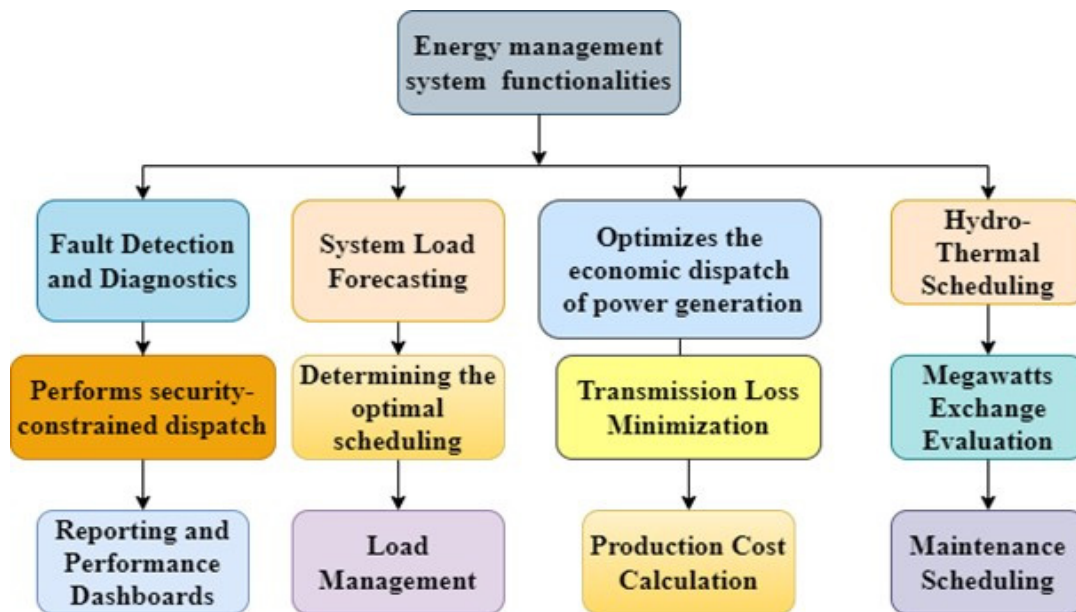 Energy management
system functionalities
Fault Detection
and Diagnostics
System Load
Forecasting
Optimizes the
economic dispatch
of power generation
Hydro-
Thermal
Scheduling
Performs security-
constrained dispatch
Determining the
optimal
scheduling
Transmission Loss
Minimization
Megawatts
Exchange
Evaluation
Reporting and
Performance
Dashboards
Load
Management
Production Cost
Calculation
Maintenance
Scheduling